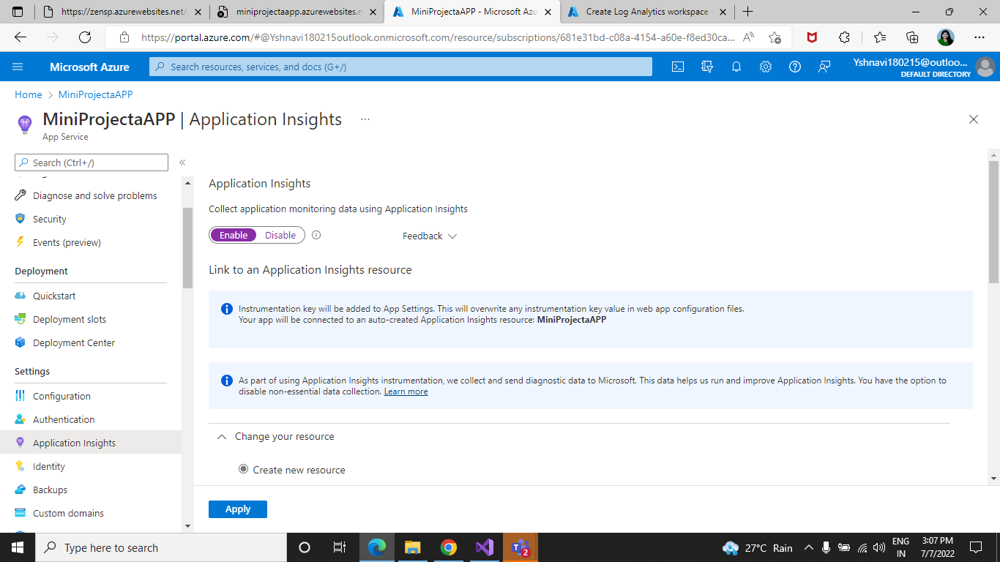 https://zensp.azurewebsites.net/
miniprojectaapp.azurewebsites.n
MiniProjectaAPP - Microsoft Azu
Create Log Analytics workspace -
https://portal.azure.com/#@Yshnavi180215outlook.onmicrosoft.com/resource/subscriptions/681e31bd-c08a-4154-a60e-f8ed30ca...
Microsoft Azure
Search resources, services, and docs (G+/)
Yshnavi180215@outloo...
DEFAULT DIRECTORY
Home
MiniProjectaAPP
MiniProjectaAPP | Application Insights
...
App Service
Search (Ctrl+/)
Diagnose and solve problems
Security
Events (preview)
Deployment
Quickstart
Deployment slots
Deployment Center
Settings
Configuration
Authentication
Application Insights
Identity
Backups
Custom domains
Application Insights
Collect application monitoring data using Application Insights
Enable Disable
Feedback
Link to an Application Insights resource
Instrumentation key will be added to App Settings. This will overwrite any instrumentation key value in web app configuration files.
Your app will be connected to an auto-created Application Insights resource: MiniProjectaAPP
As part of using Application Insights instrumentation, we collect and send diagnostic data to Microsoft. This data helps us run and improve Application Insights. You have the option to
disable non-essential data collection. Learn more
Change your resource
Create new resource
Apply
Type here to search
2
27°C Rain
ENG
IN
3:07 PM
7/7/2022